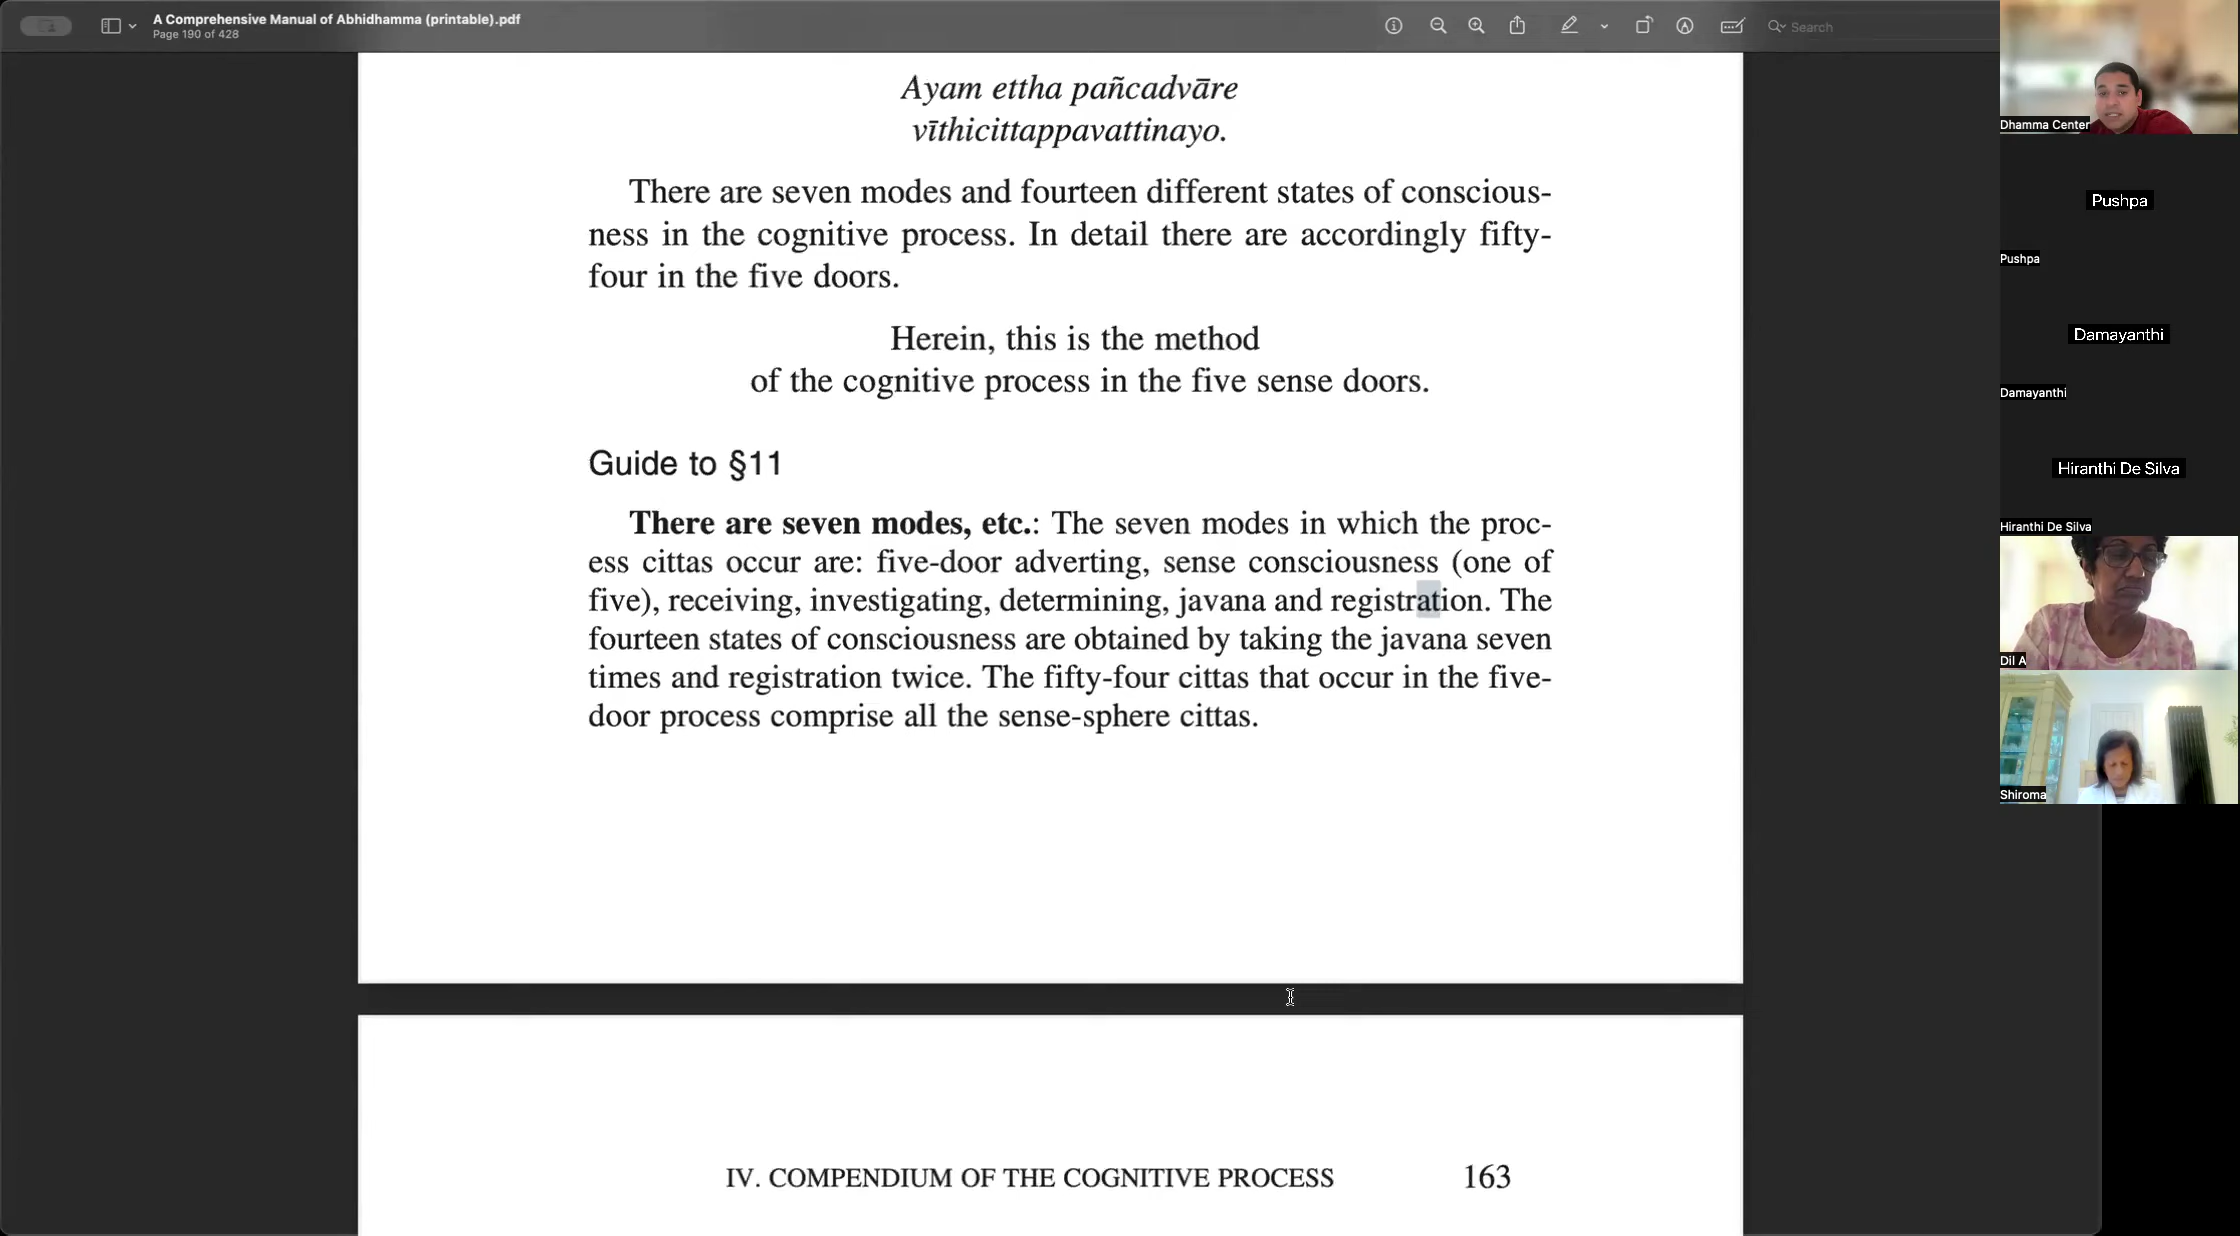 A Comprehensive Manual of Abhidhamma (printable).pdf
Page 190 of 428
Search
Ayam ettha pañcadvāre
vīthicittappavattinayo.
There are seven modes and fourteen different states of conscious-
ness in the cognitive process. In detail there are accordingly fifty-
four in the five doors.
Herein, this is the method
of the cognitive process in the five sense doors.
Guide to §11
There are seven modes, etc.: The seven modes in which the proc-
ess cittas occur are: five-door adverting, sense consciousness (one of
five), receiving, investigating, determining, javana and registration. The
fourteen states of consciousness are obtained by taking the javana seven
times and registration twice. The fifty-four cittas that occur in the five-
door process comprise all the sense-sphere cittas.
IV. COMPENDIUM OF THE COGNITIVE PROCESS 163
Dhamma Center
Pushpa
Pushpa
Damayanthi
Damayanthi
Hiranthi De Silva
Hiranthi De Silva
Dil A
Shiroma